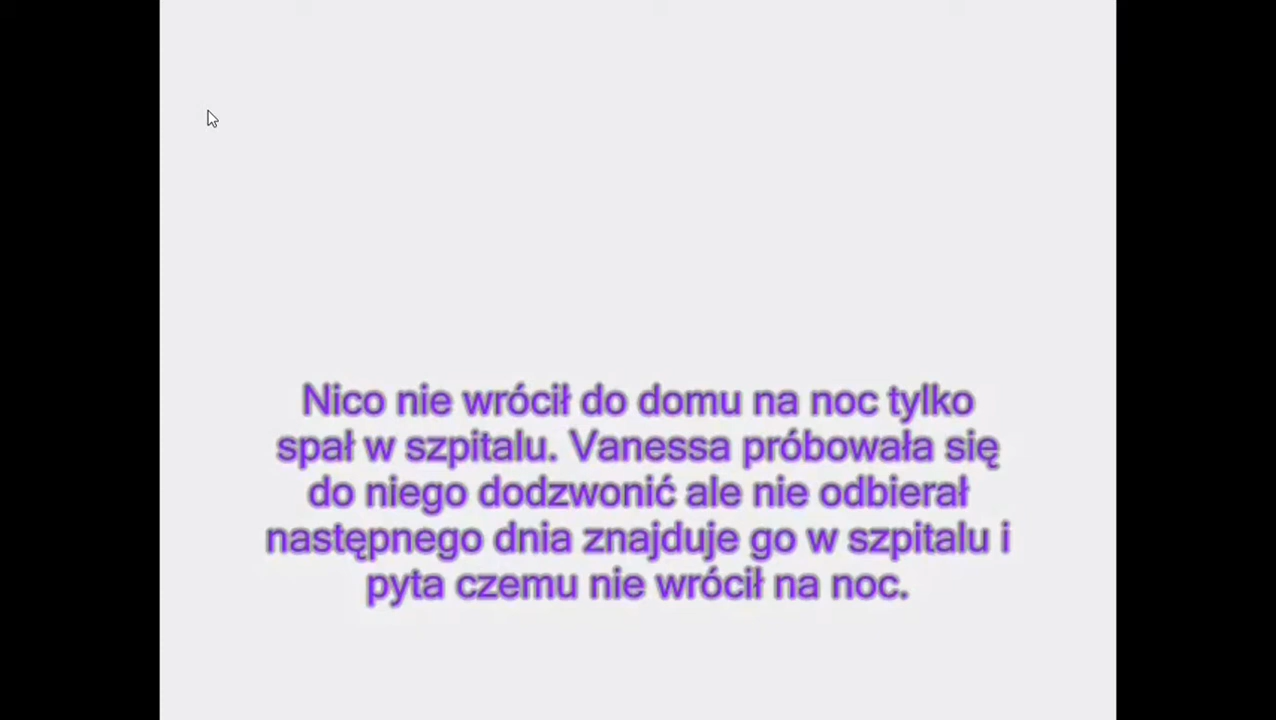 Nico nie wrócił do domu na noc tylko
spał w szpitalu. Vanessa próbowała się
do niego dodzwonić ale nie odbierał
następnego dnia znajduje go w szpitalu i
pyta czemu nie wrócił na noc.